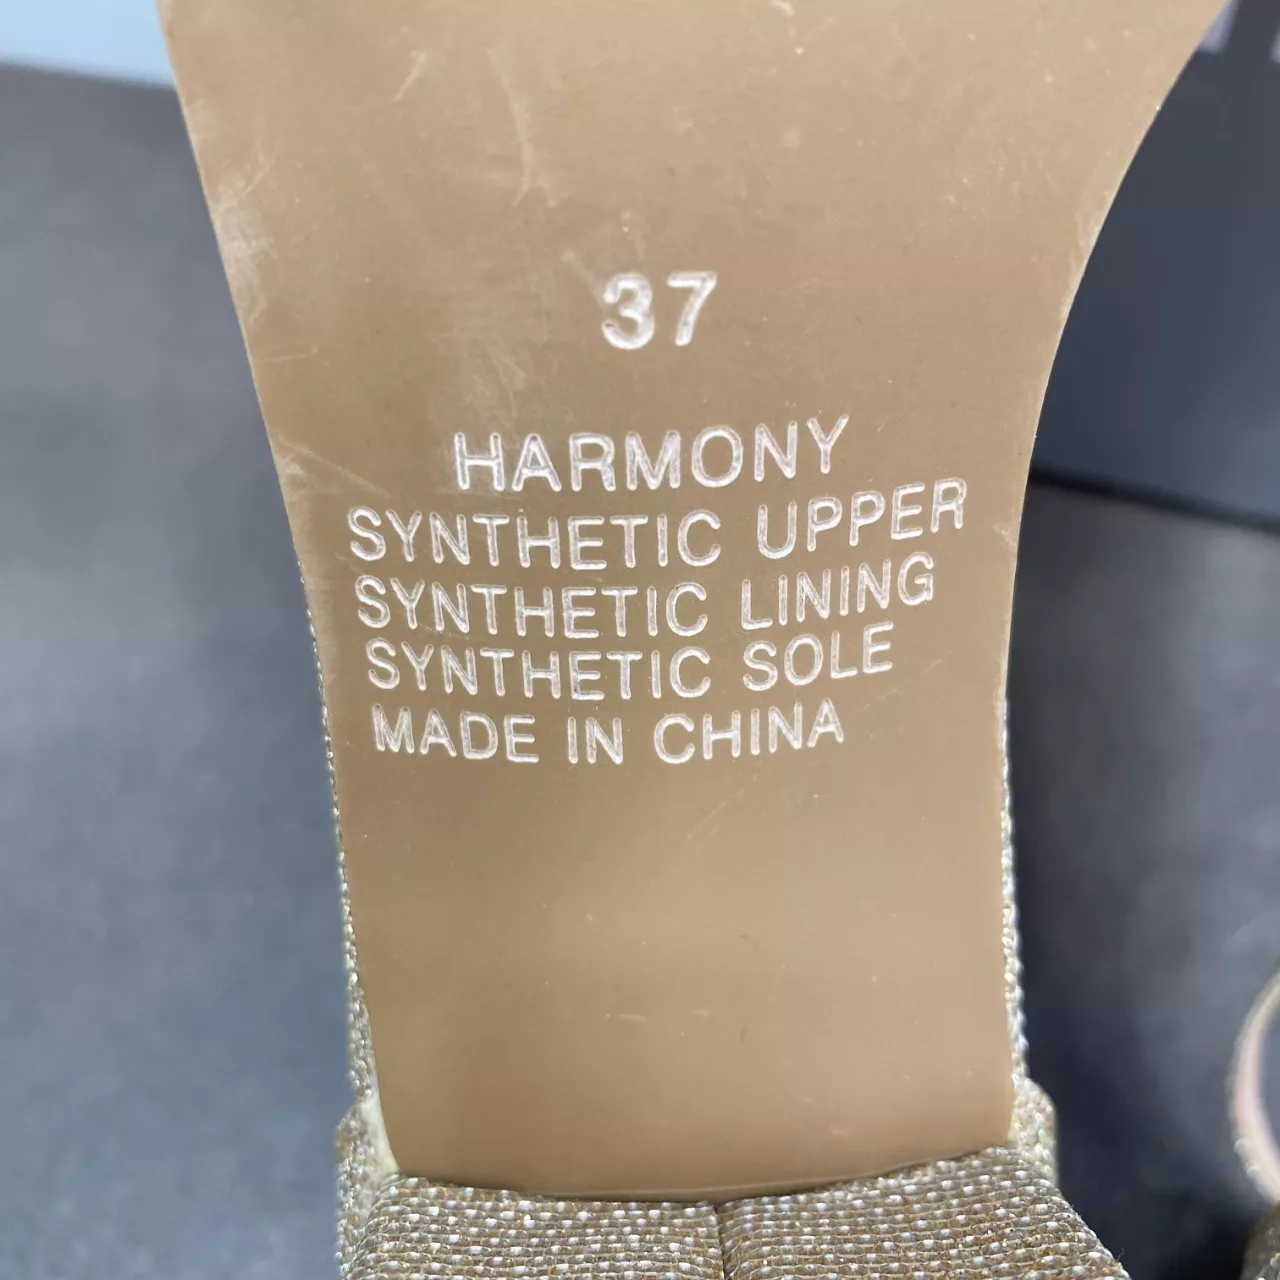 37
HARMONY
SYNTHETIC UPPER
SYNTHETIC LINING
SYNTHETIC SOLE
MADE IN CHINA